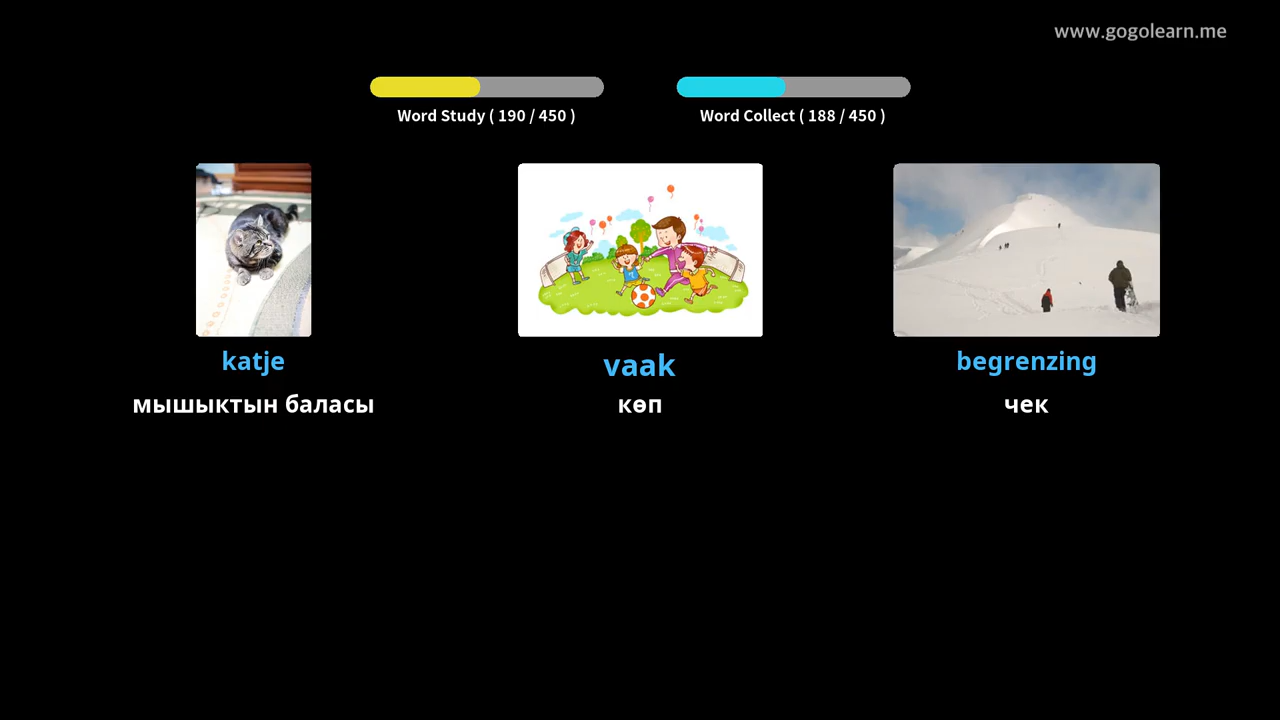 www.gogolearn.me
Word Study ( 190 / 450 )
Word Collect ( 188 / 450 )
katje
vaak
begrenzing
мышыктын баласы
көп
чек